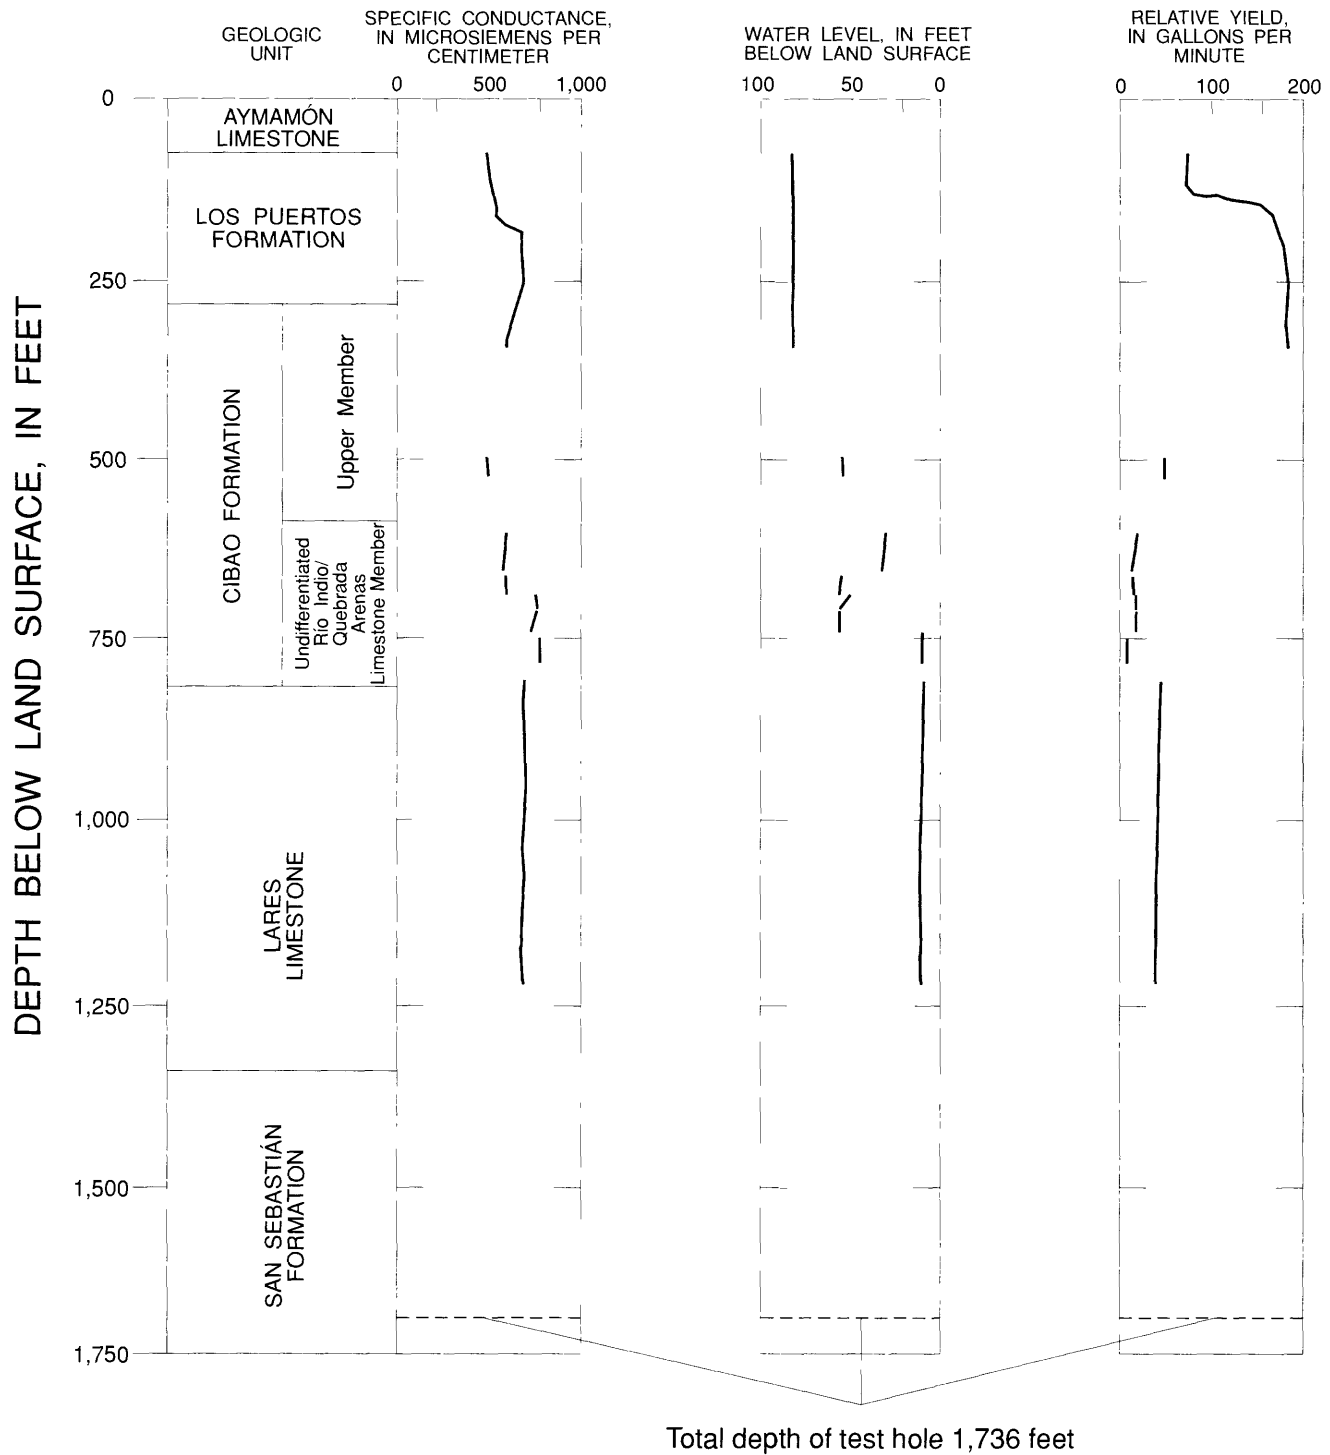 GEOLOGIC
UNIT
SPECIFIC CONDUCTANCE,
IN MICROSIEMENS PER
CENTIMETER
WATER LEVEL, IN FEET
BELOW LAND SURFACE
RELATIVE YIELD,
IN GALLONS PER
MINUTE
0 500 1,000
100 50 0
0 100 200
DEPTH BELOW LAND SURFACE, IN FEET
0
250
500
750
1,000
1,250
1,500
1,750
AYMAMÓN
LIMESTONE
LOS PUERTOS
FORMATION
CIBAO FORMATION
Upper Member
Undifferentiated
Río Indio/
Quebrada
Arenas
Limestone Member
LARES
LIMESTONE
SAN SEBASTIÁN
FORMATION
Total depth of test hole 1,736 feet